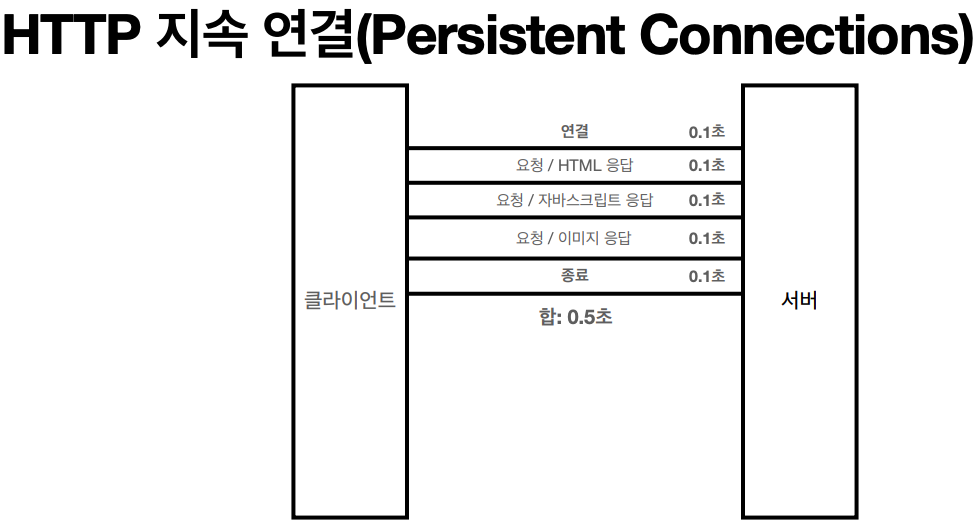 HTTP 지속 연결(Persistent Connections)
연결 0.1초
요청 / HTML 응답 0.1초
요청 / 자바스크립트 응답 0.1초
요청 / 이미지 응답 0.1초
종료 0.1초
클라이언트
서버
합: 0.5초